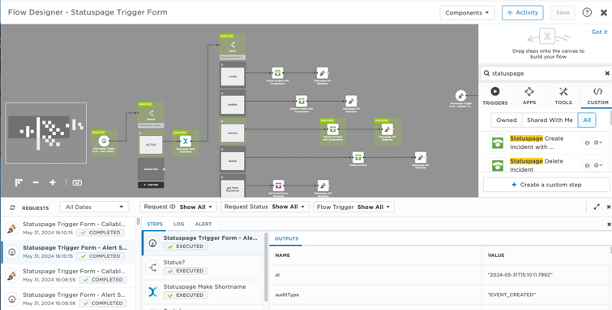 Flow Designer - Statuspage Trigger Form
Components
Activity
Save
Got it
Drag steps onto the canvas to
build your flow
statuspage
TRIGGERS
APPS
TOOLS
CUSTOM
Owned
Shared With Me
All
Statuspage Create
Incident with ...
Statuspage Delete
Incident
+ Create a custom step
ACTIVE
REQUESTS
All Dates
Request ID Show All
Request Status Show All
Flow Trigger Show All
Statuspage Trigger Form - Callabl...
May 31, 2024 16:10:15
COMPLETED
Statuspage Trigger Form - Alert S...
May 31, 2024 16:10:15
COMPLETED
Statuspage Trigger Form - Callabl...
May 31, 2024 16:08:59
COMPLETED
Statuspage Trigger Form - Alert S...
May 31, 2024 16:08:58
COMPLETED
STEPS
LOG
ALERT
Statuspage Trigger Form - Ale...
EXECUTED
Status?
EXECUTED
Statuspage Make Shortname
EXECUTED
OUTPUTS
NAME
VALUE
at
"2024-05-31T15:10:11.799Z"
auditType
"EVENT_CREATED"